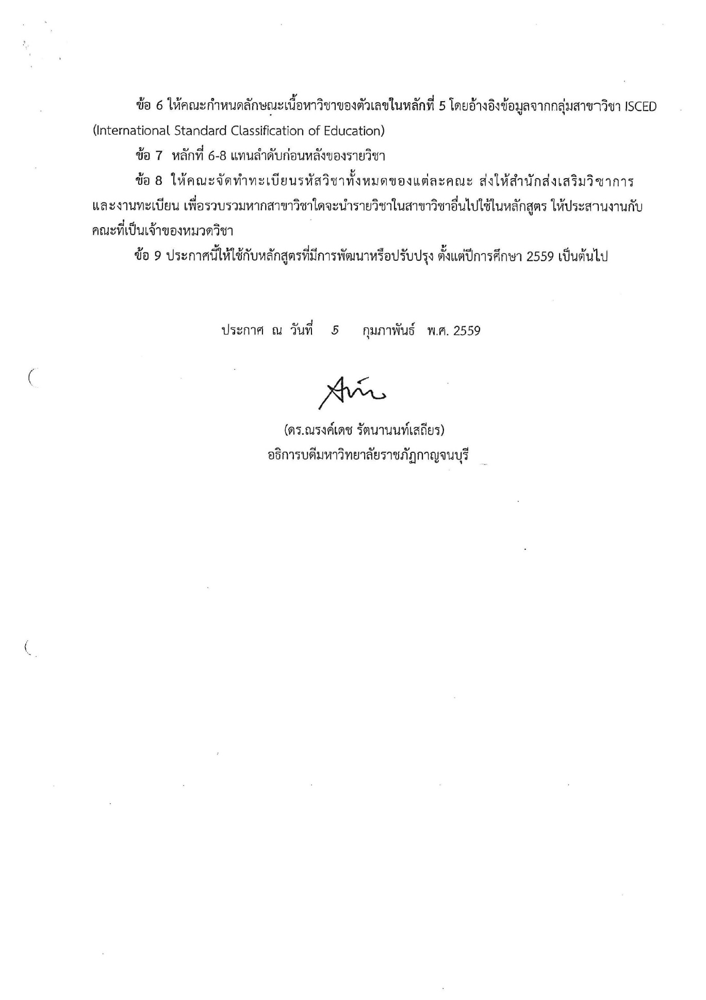 ข้อ 6 ให้คณะกำหนดลักษณะเนื้อหาวิชาของตัวเลขในหลักที่ 5 โดยอ้างอิงข้อมูลจากกลุ่มสาขาวิชา ISCED
(International Standard Classification of Education)
ข้อ 7 หลักที่ 6-8 แทนลำดับก่อนหลังของรายวิชา
ข้อ 8 ให้คณะจัดทำทะเบียนรหัสวิชาทั้งหมดของแต่ละคณะ ส่งให้สำนักส่งเสริมวิชาการ
และงานทะเบียน เพื่อรวบรวมหากสาขาวิชาใดจะนำรายวิชาในสาขาวิชาอื่นไปใช้ในหลักสูตร ให้ประสานงานกับ
คณะที่เป็นเจ้าของหมวดวิชา
ข้อ 9 ประกาศนี้ให้ใช้กับหลักสูตรที่มีการพัฒนาหรือปรับปรุง ตั้งแต่ปีการศึกษา 2559 เป็นต้นไป
ประกาศ ณ วันที่ 5 กุมภาพันธ์ พ.ศ. 2559
(ดร.ณรงค์เดช รัตนานนท์เสถียร)
อธิการบดีมหาวิทยาลัยราชภัฏกาญจนบุรี